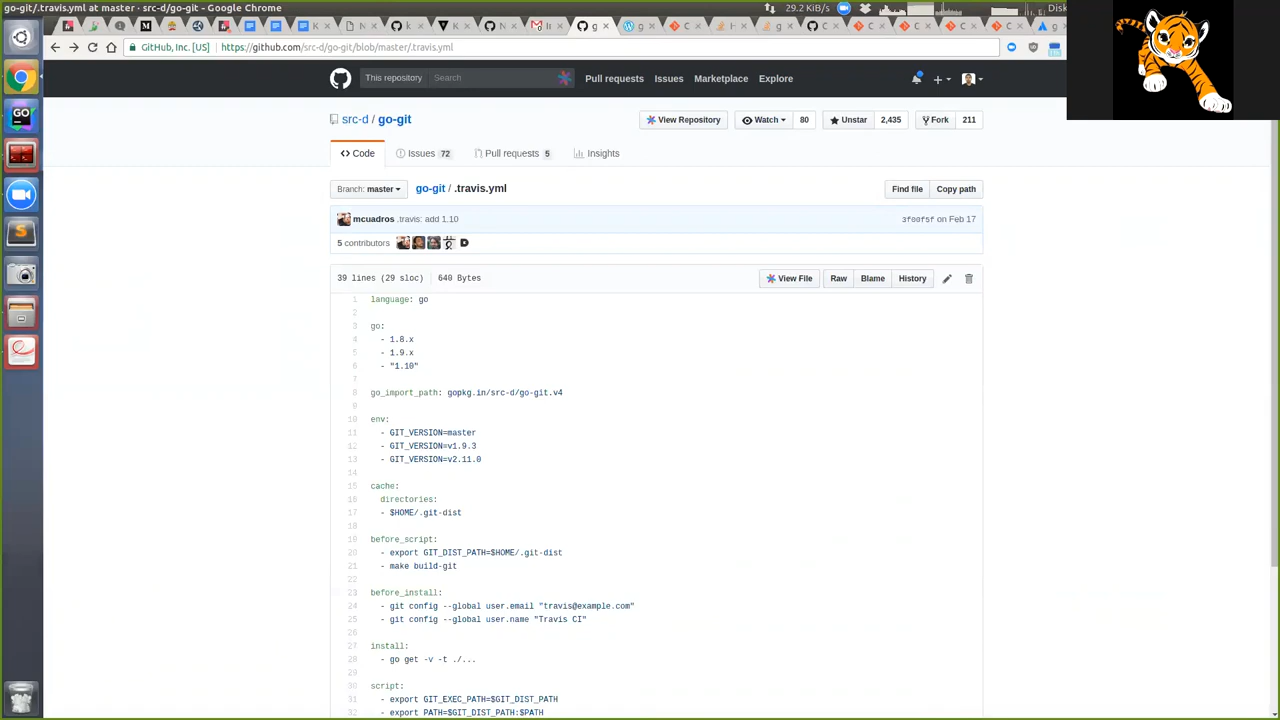 go-git/.travis.yml at master · src-d/go-git - Google Chrome
29.2 KiB/s
Disk
GitHub, Inc. [US]
https://github.com/src-d/go-git/blob/master/.travis.yml
This repository
Search
Pull requests
Issues
Marketplace
Explore
src-d / go-git
View Repository
Watch
80
Unstar
2,435
Fork
211
Code
Issues 72
Pull requests 5
Insights
Branch: master
go-git / .travis.yml
Find file
Copy path
mcuadros .travis: add 1.10
3f00f5f on Feb 17
5 contributors
39 lines (29 sloc)
640 Bytes
View File
Raw
Blame
History
1 language: go
2
3 go:
4 - 1.8.x
5 - 1.9.x
6 - "1.10"
7
8 go_import_path: gopkg.in/src-d/go-git.v4
9
10 env:
11 - GIT_VERSION=master
12 - GIT_VERSION=v1.9.3
13 - GIT_VERSION=v2.11.0
14
15 cache:
16 directories:
17 - $HOME/.git-dist
18
19 before_script:
20 - export GIT_DIST_PATH=$HOME/.git-dist
21 - make build-git
22
23 before_install:
24 - git config --global user.email "travis@example.com"
25 - git config --global user.name "Travis CI"
26
27 install:
28 - go get -v -t ./...
29
30 script:
31 - export GIT_EXEC_PATH=$GIT_DIST_PATH
32 - export PATH=$GIT_DIST_PATH:$PATH